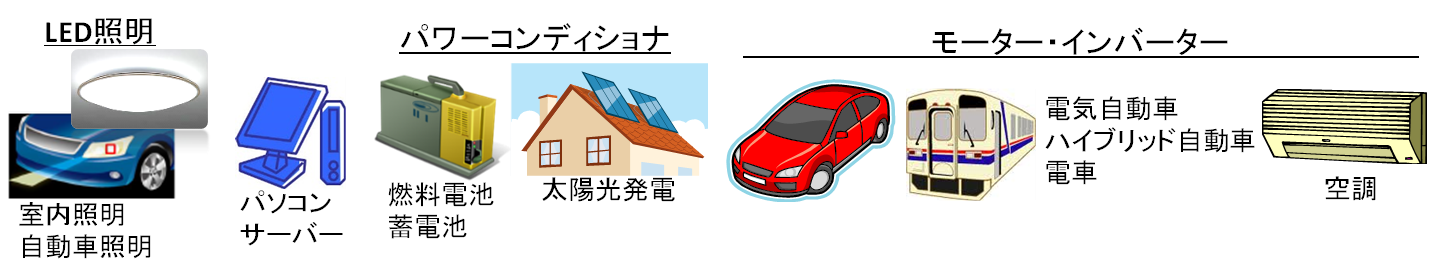 LED照明
パワーコンディショナ
モーター・インバーター
室内照明
自動車照明
パソコン
サーバー
燃料電池
蓄電池
太陽光発電
電気自動車
ハイブリッド自動車
電車
空調